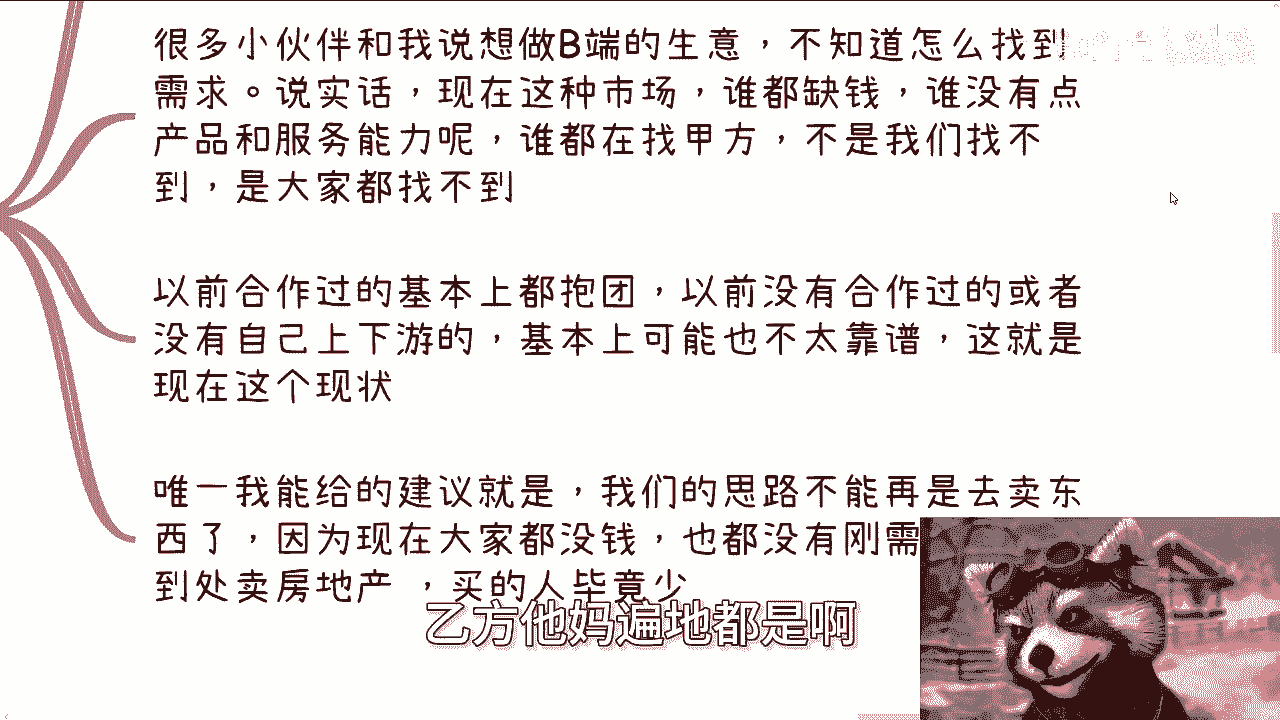 很多小伙伴和我说想做B端的生意，不知道怎么找到
需求。说实话，现在这种市场，谁都缺钱，谁没有点
产品和服务能力呢，谁都在找甲方，不是我们找不
到，是大家都找不到
以前合作过的基本上都抱团，以前没有合作过的或者
没有自己上下游的，基本上可能也不太靠谱，这就是
现在这个现状
唯一我能给的建议就是，我们的思路不能再是去卖东
西了，因为现在大家都没钱，也都没有刚需
到处卖房地产 ，买的人毕竟少
乙方他妈遍地都是啊